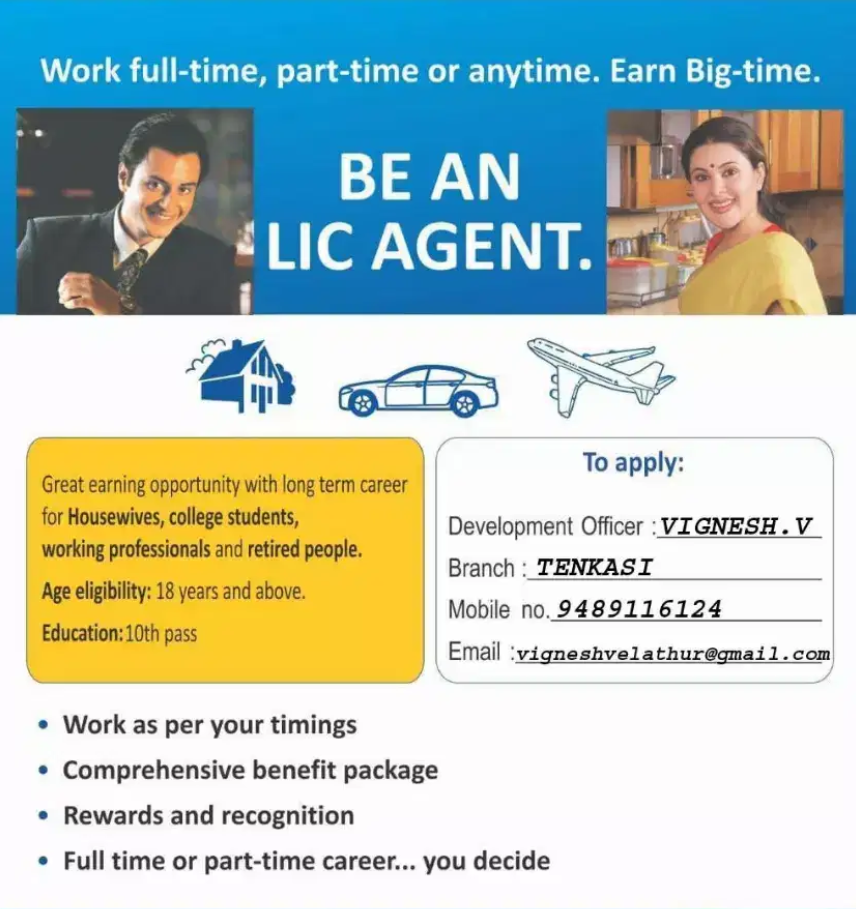 Work full-time, part-time or anytime. Earn Big-time.
BE AN
LIC AGENT.
Great earning opportunity with long term career
for Housewives, college students,
working professionals and retired people.
Age eligibility: 18 years and above.
Education: 10th pass
To apply:
Development Officer : VIGNESH.V
Branch : TENKASI
Mobile no. 9489116124
Email : vigneshvelathur@gmail.com
• Work as per your timings
• Comprehensive benefit package
• Rewards and recognition
• Full time or part-time career... you decide